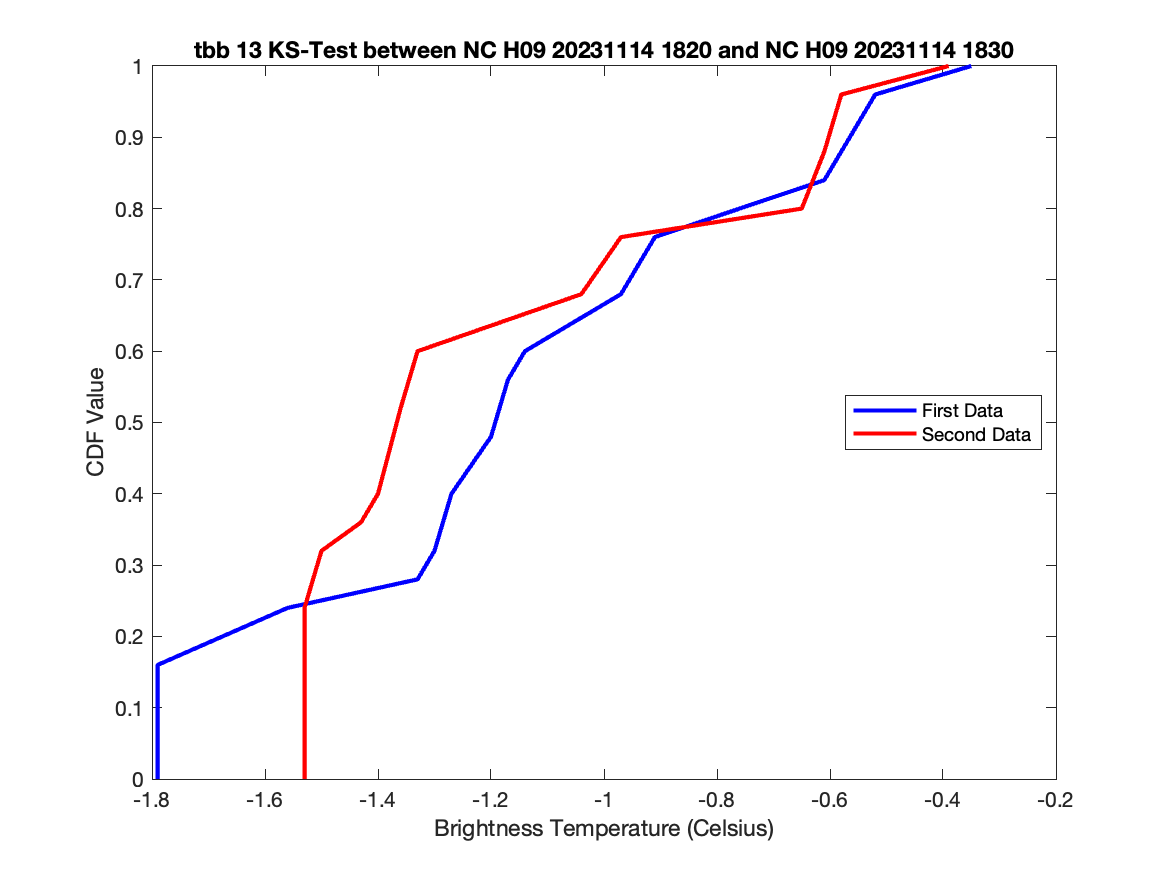 tbb 13 KS-Test between NC H09 20231114 1820 and NC H09 20231114 1830
1
0.9
0.8
0.7
0.6
0.5
0.4
0.3
0.2
0.1
0
CDF Value
First Data
Second Data
-1.8 -1.6 -1.4 -1.2 -1 -0.8 -0.6 -0.4 -0.2
Brightness Temperature (Celsius)